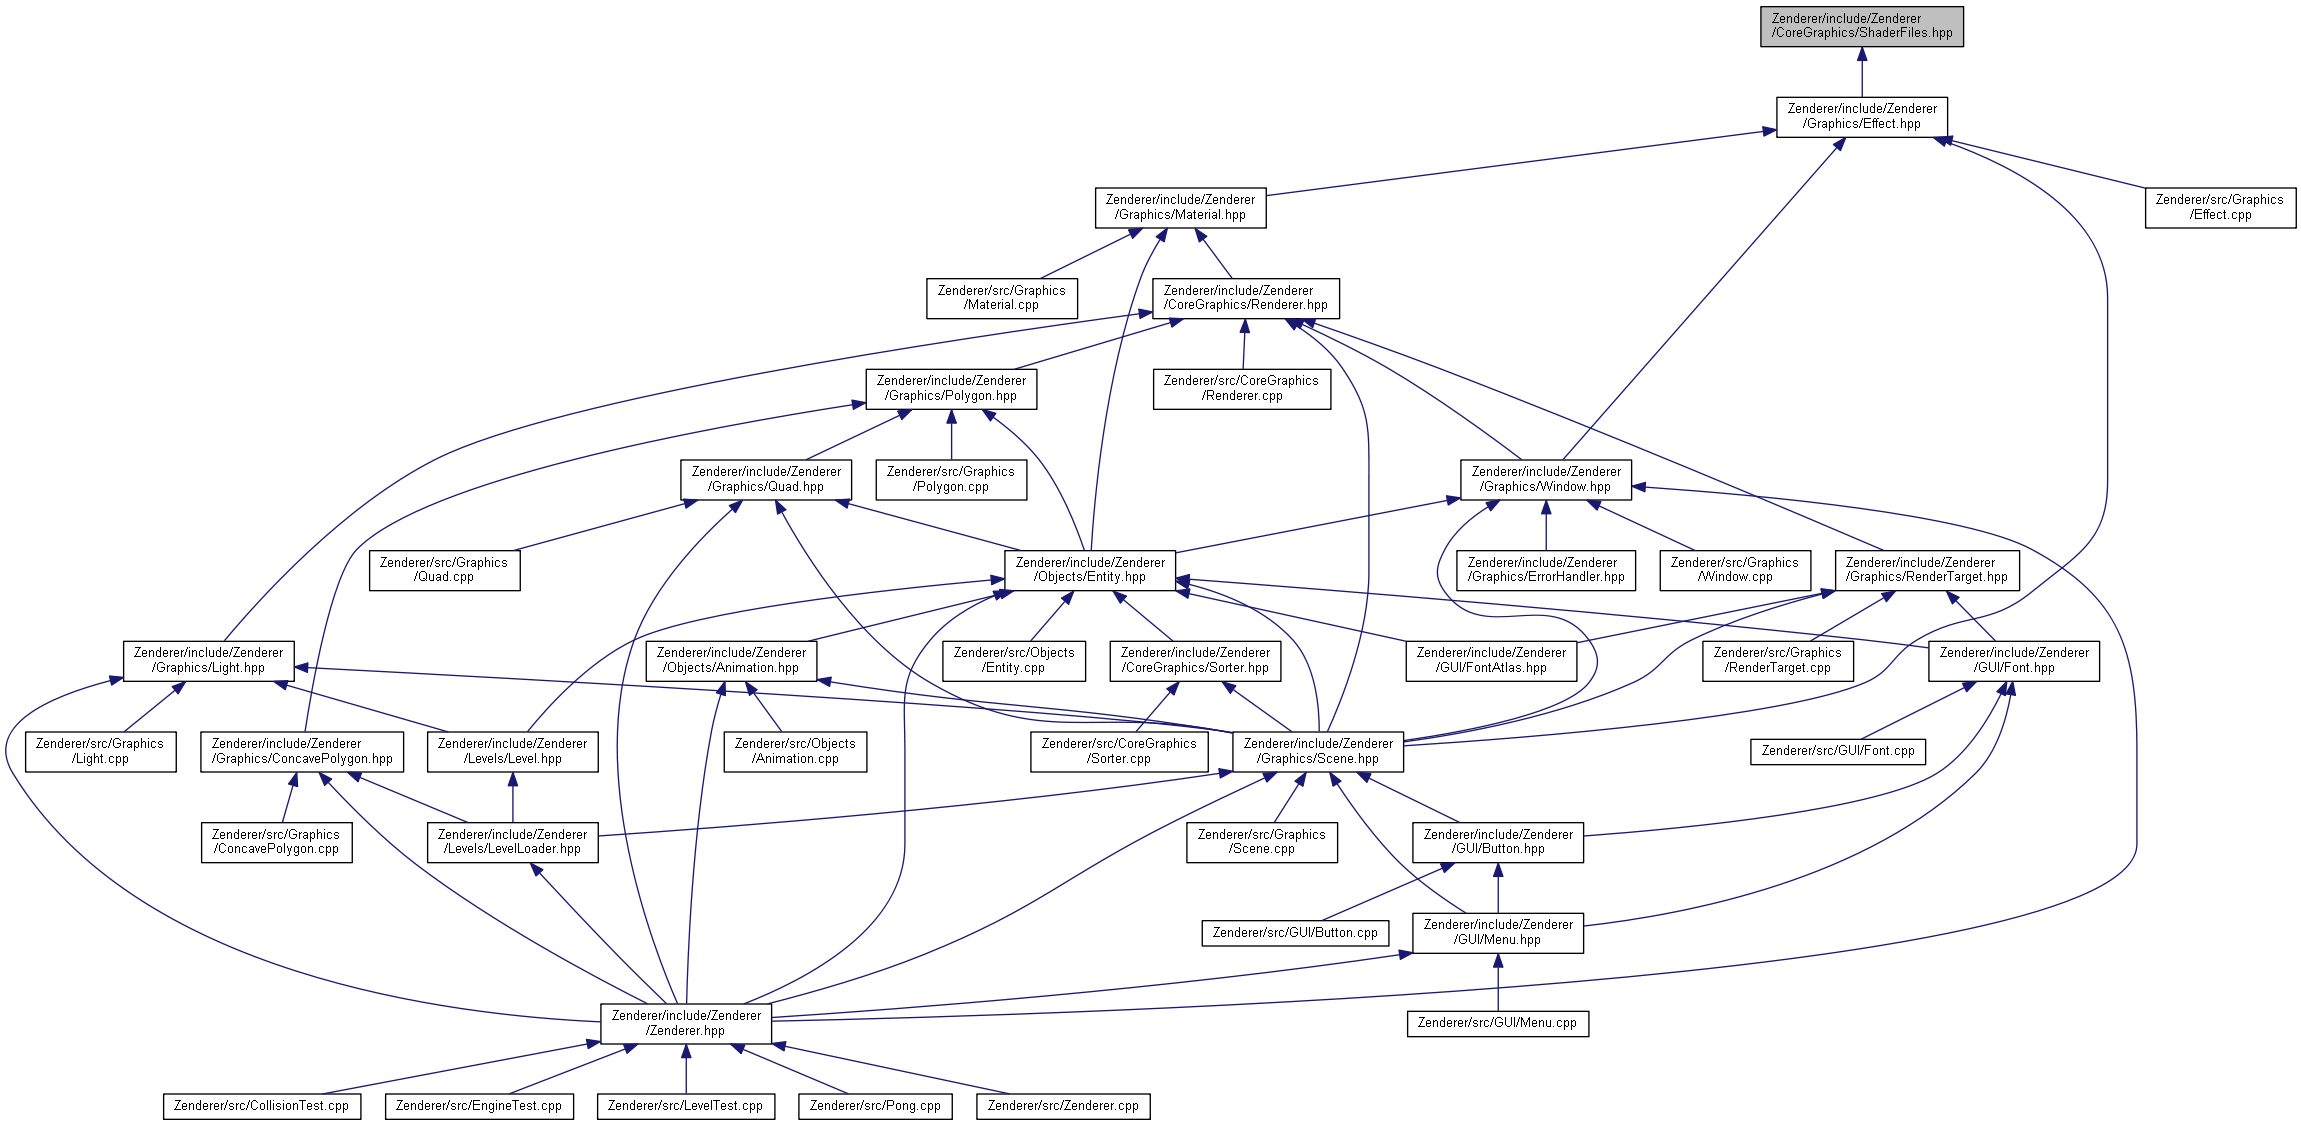 Zenderer/include/Zenderer
/CoreGraphics/ShaderFiles.hpp
Zenderer/include/Zenderer
/Graphics/Effect.hpp
Zenderer/include/Zenderer
/Graphics/Material.hpp
Zenderer/src/Graphics
/Effect.cpp
Zenderer/src/Graphics
/Material.cpp
Zenderer/include/Zenderer
/CoreGraphics/Renderer.hpp
Zenderer/include/Zenderer
/Graphics/Polygon.hpp
Zenderer/src/CoreGraphics
/Renderer.cpp
Zenderer/include/Zenderer
/Graphics/Quad.hpp
Zenderer/src/Graphics
/Polygon.cpp
Zenderer/include/Zenderer
/Graphics/Window.hpp
Zenderer/src/Graphics
/Quad.cpp
Zenderer/include/Zenderer
/Objects/Entity.hpp
Zenderer/include/Zenderer
/Graphics/ErrorHandler.hpp
Zenderer/src/Graphics
/Window.cpp
Zenderer/include/Zenderer
/Graphics/RenderTarget.hpp
Zenderer/include/Zenderer
/Graphics/Light.hpp
Zenderer/include/Zenderer
/Objects/Animation.hpp
Zenderer/src/Objects
/Entity.cpp
Zenderer/include/Zenderer
/CoreGraphics/Sorter.hpp
Zenderer/include/Zenderer
/GUI/FontAtlas.hpp
Zenderer/src/Graphics
/RenderTarget.cpp
Zenderer/include/Zenderer
/GUI/Font.hpp
Zenderer/src/Graphics
/Light.cpp
Zenderer/include/Zenderer
/Graphics/ConcavePolygon.hpp
Zenderer/include/Zenderer
/Levels/Level.hpp
Zenderer/src/Objects
/Animation.cpp
Zenderer/src/CoreGraphics
/Sorter.cpp
Zenderer/include/Zenderer
/Graphics/Scene.hpp
Zenderer/src/GUI/Font.cpp
Zenderer/src/Graphics
/ConcavePolygon.cpp
Zenderer/include/Zenderer
/Levels/LevelLoader.hpp
Zenderer/src/Graphics
/Scene.cpp
Zenderer/include/Zenderer
/GUI/Button.hpp
Zenderer/src/GUI/Button.cpp
Zenderer/include/Zenderer
/GUI/Menu.hpp
Zenderer/include/Zenderer
/Zenderer.hpp
Zenderer/src/GUI/Menu.cpp
Zenderer/src/CollisionTest.cpp
Zenderer/src/EngineTest.cpp
Zenderer/src/LevelTest.cpp
Zenderer/src/Pong.cpp
Zenderer/src/Zenderer.cpp